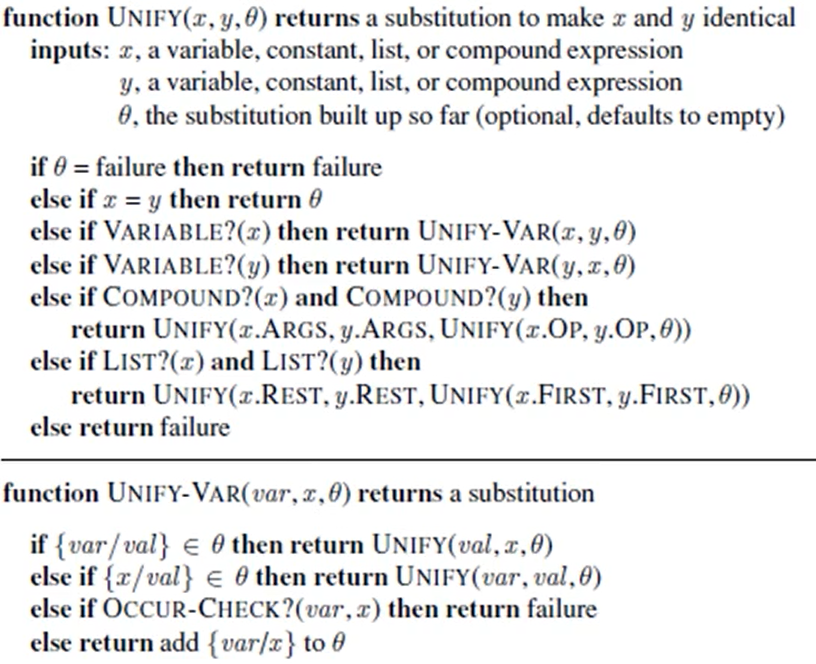 function UNIFY(x, y, θ) returns a substitution to make x and y identical
inputs: x, a variable, constant, list, or compound expression
y, a variable, constant, list, or compound expression
θ, the substitution built up so far (optional, defaults to empty)
if θ = failure then return failure
else if x = y then return θ
else if VARIABLE?(x) then return UNIFY-VAR(x, y, θ)
else if VARIABLE?(y) then return UNIFY-VAR(y, x, θ)
else if COMPOUND?(x) and COMPOUND?(y) then
return UNIFY(x.ARGS, y.ARGS, UNIFY(x.OP, y.OP, θ))
else if LIST?(x) and LIST?(y) then
return UNIFY(x.REST, y.REST, UNIFY(x.FIRST, y.FIRST, θ))
else return failure
function UNIFY-VAR(var, x, θ) returns a substitution
if {var/val} ∈ θ then return UNIFY(val, x, θ)
else if {x/val} ∈ θ then return UNIFY(var, val, θ)
else if OCCUR-CHECK?(var, x) then return failure
else return add {var/x} to θ